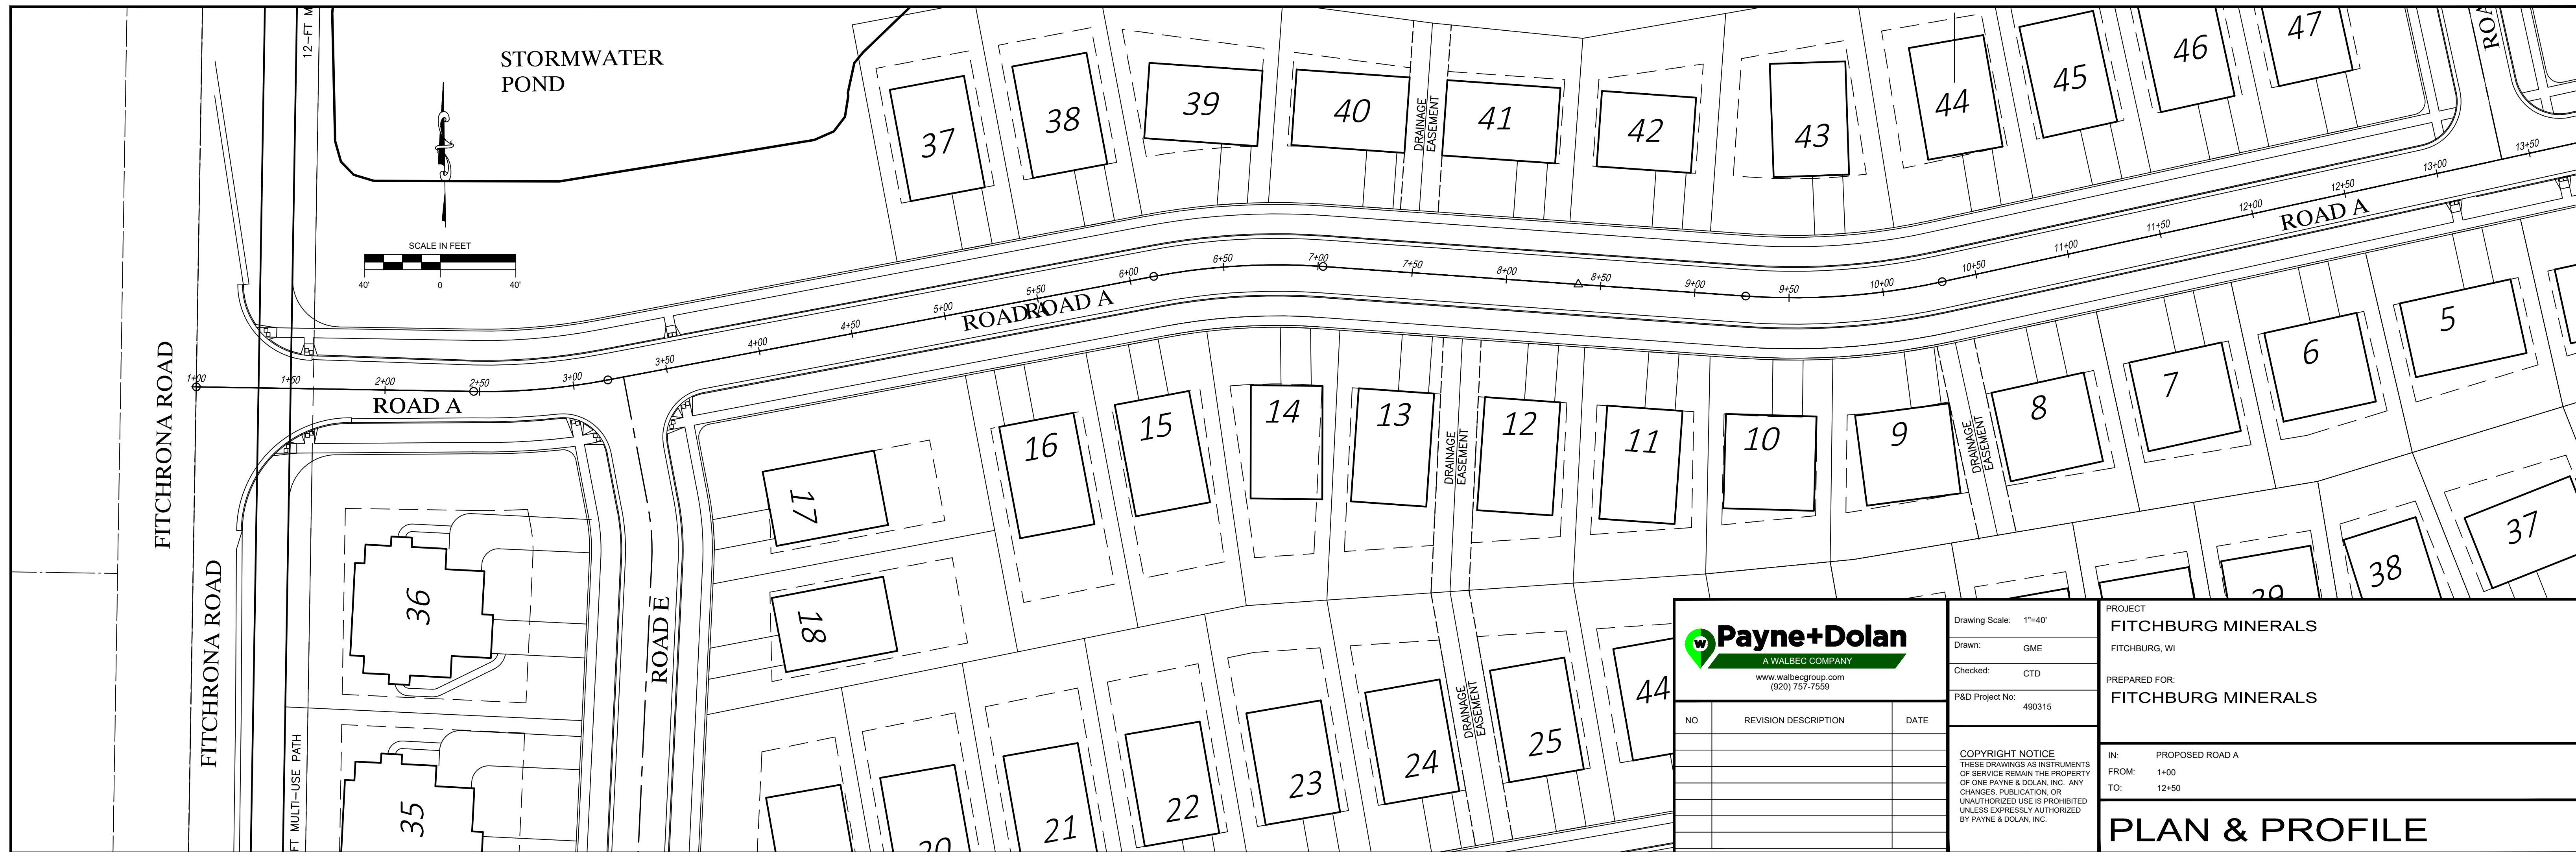 12-FT M
STORMWATER
POND
SCALE IN FEET
40'
0
40'
FITCHRONA ROAD
FITCHRONA ROAD
FT MULTI-USE PATH
37
38
39
40
DRAINAGE
EASEMENT
41
42
43
44
45
46
47
ROA
1+00
1+50
2+00
2+50
3+00
3+50
4+00
4+50
5+00
5+50
6+00
6+50
7+00
7+50
8+00
8+50
9+00
9+50
10+00
10+50
11+00
11+50
12+00
12+50
13+00
13+50
ROAD A
ROAD A
ROAD A
ROAD A
ROAD E
17
16
15
14
13
DRAINAGE
EASEMENT
12
11
10
9
DRAINAGE
EASEMENT
8
7
6
5
36
18
35
20
21
22
23
24
DRAINAGE
EASEMENT
25
44
39
38
37
w Payne+Dolan
A WALBEC COMPANY
www.walbecgroup.com
(920) 757-7559
NO REVISION DESCRIPTION DATE
Drawing Scale: 1"=40'
Drawn: GME
Checked: CTD
P&D Project No:
490315
COPYRIGHT NOTICE
THESE DRAWINGS AS INSTRUMENTS
OF SERVICE REMAIN THE PROPERTY
OF ONE PAYNE & DOLAN, INC. ANY
CHANGES, PUBLICATION, OR
UNAUTHORIZED USE IS PROHIBITED
UNLESS EXPRESSLY AUTHORIZED
BY PAYNE & DOLAN, INC.
PROJECT
FITCHBURG MINERALS
FITCHBURG, WI
PREPARED FOR:
FITCHBURG MINERALS
IN: PROPOSED ROAD A
FROM: 1+00
TO: 12+50
PLAN & PROFILE